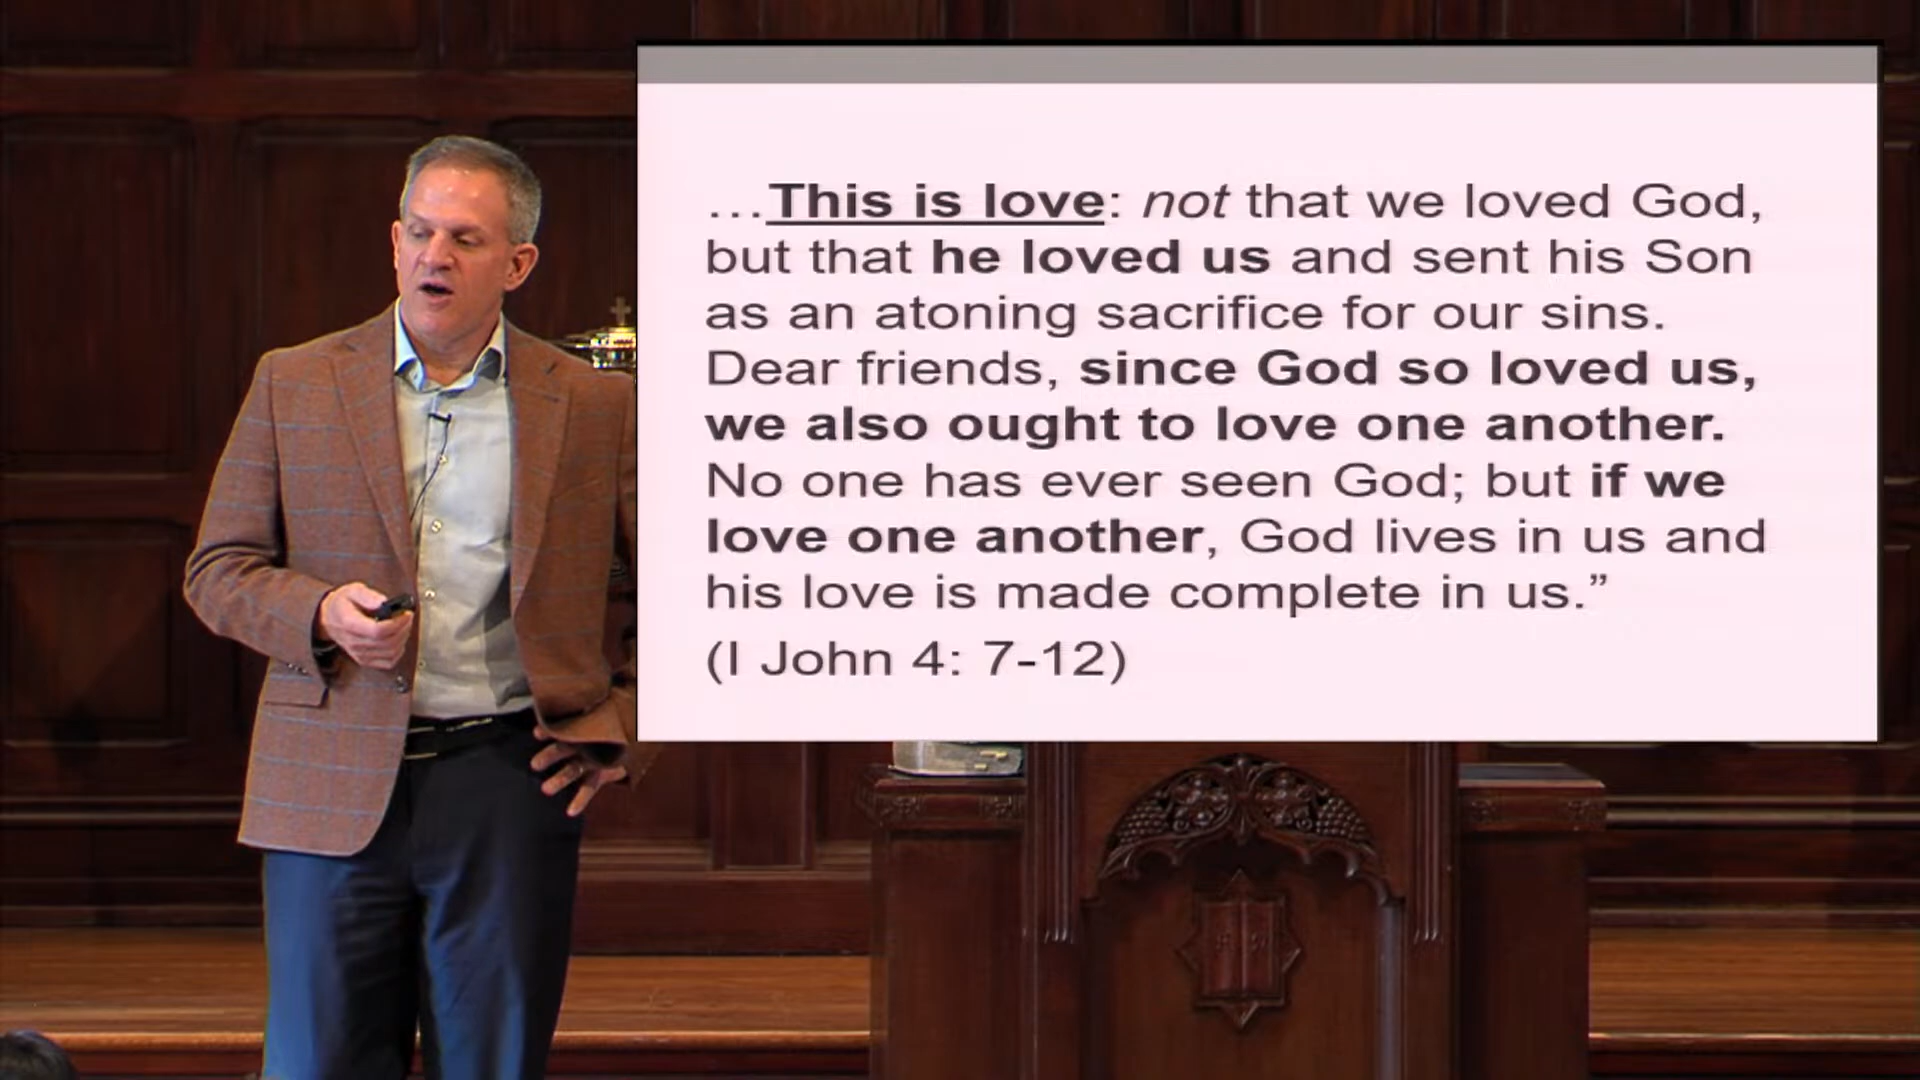 …This is love: not that we loved God,
but that he loved us and sent his Son
as an atoning sacrifice for our sins.
Dear friends, since God so loved us,
we also ought to love one another.
No one has ever seen God; but if we
love one another, God lives in us and
his love is made complete in us.”
(I John 4: 7-12)